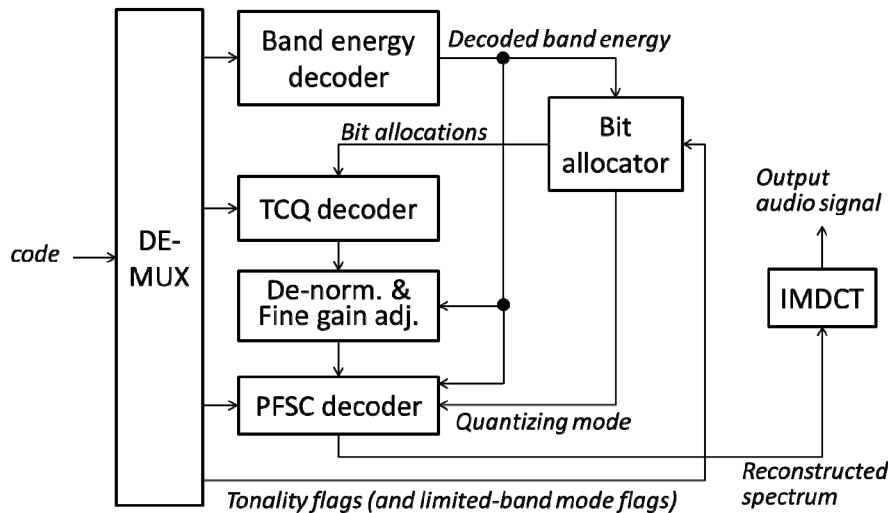 Band energy
decoder
Decoded band energy
Bit allocations
Bit
allocator
TCQ decoder
Output
audio signal
code
DE-
MUX
De-norm. &
Fine gain adj.
IMDCT
PFSC decoder
Quantizing mode
Reconstructed
spectrum
Tonality flags (and limited-band mode flags)